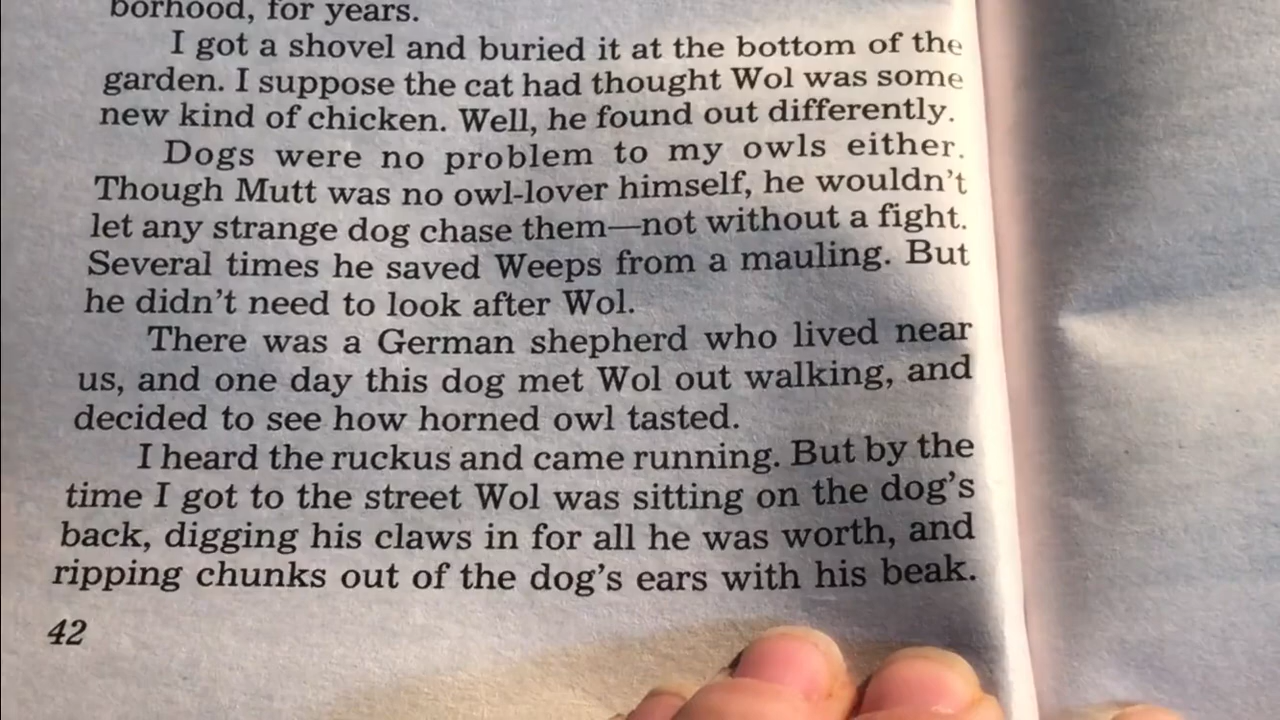 borhood, for years.
I got a shovel and buried it at the bottom of the
garden. I suppose the cat had thought Wol was some
new kind of chicken. Well, he found out differently.
Dogs were no problem to my owls either.
Though Mutt was no owl-lover himself, he wouldn't
let any strange dog chase them—not without a fight.
Several times he saved Weeps from a mauling. But
he didn't need to look after Wol.
There was a German shepherd who lived near
us, and one day this dog met Wol out walking, and
decided to see how horned owl tasted.
I heard the ruckus and came running. But by the
time I got to the street Wol was sitting on the dog's
back, digging his claws in for all he was worth, and
ripping chunks out of the dog's ears with his beak.
42